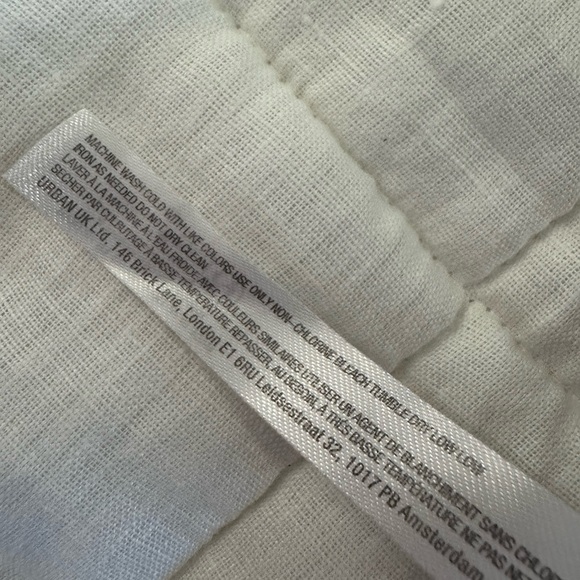 MACHINE WASH COLD WITH LIKE COLORS USE ONLY NON-CHLORINE BLEACH TUMBLE DRY LOW LOW
IRON AS NEEDED DO NOT DRY CLEAN
LAVER À LA MACHINE À L'EAU FROIDE AVEC COULEURS SIMILAIRES UTILISER UN AGENT DE BLANCHIMENT SANS CHLOR
SECHER PAR CULBUTAGE À BASSE TEMPÉRATURE REPASSER, AU BESOIN, À TRÈS BASSE TEMPÉRATURE NE PAS NE
URBAN UK Ltd, 146 Brick Lane, London E1 6RU Leidsestraat 32, 1017 PB Amsterdam